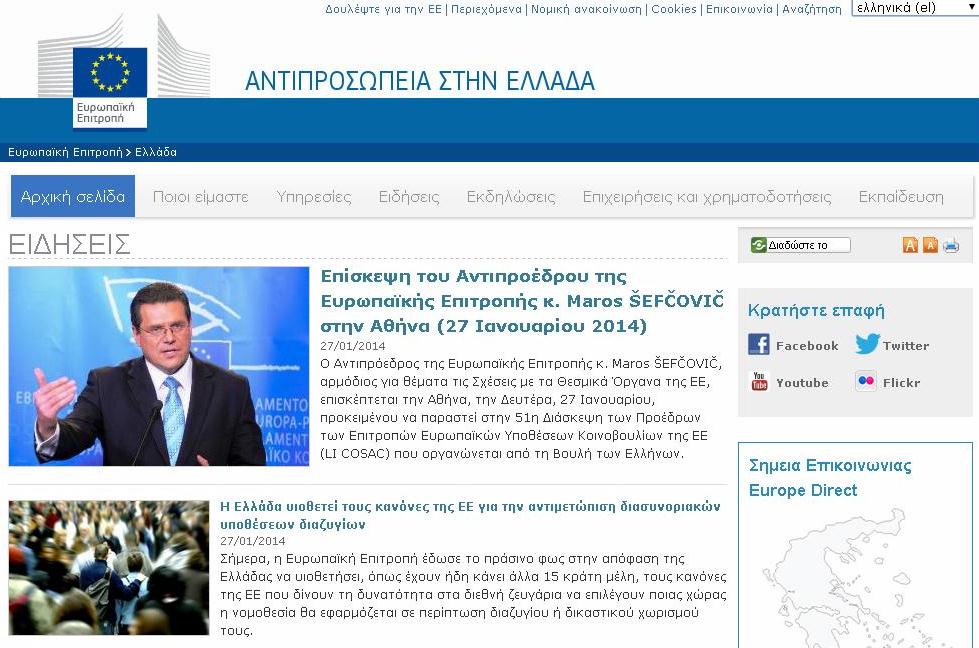 Δουλέψτε για την ΕΕ | Περιεχόμενα | Νομική ανακοίνωση | Cookies | Επικοινωνία | Αναζήτηση
ελληνικά (el)
Ευρωπαϊκή
Επιτροπή
ΑΝΤΙΠΡΟΣΩΠΕΙΑ ΣΤΗΝ ΕΛΛΑΔΑ
Ευρωπαϊκή Επιτροπή > Ελλάδα
Αρχική σελίδα Ποιοι είμαστε Υπηρεσίες Ειδήσεις Εκδηλώσεις Επιχειρήσεις και χρηματοδοτήσεις Εκπαίδευση
ΕΙΔΗΣΕΙΣ
Επίσκεψη του Αντιπροέδρου της
Ευρωπαϊκής Επιτροπής κ. Maros ŠEFČOVIČ
στην Αθήνα (27 Ιανουαρίου 2014)
27/01/2014
Ο Αντιπρόεδρος της Ευρωπαϊκής Επιτροπής κ. Maros ŠEFČOVIČ,
αρμόδιος για θέματα τις Σχέσεις με τα Θεσμικά Όργανα της ΕΕ,
επισκέπτεται την Αθήνα, την Δευτέρα, 27 Ιανουαρίου,
προκειμένου να παραστεί στην 51η Διάσκεψη των Προέδρων
των Επιτροπών Ευρωπαϊκών Υποθέσεων Κοινοβουλίων της ΕΕ
(LI COSAC) που οργανώνεται από τη Βουλή των Ελλήνων.
Η Ελλάδα υιοθετεί τους κανόνες της ΕΕ για την αντιμετώπιση διασυνοριακών
υποθέσεων διαζυγίων
27/01/2014
Σήμερα, η Ευρωπαϊκή Επιτροπή έδωσε το πράσινο φως στην απόφαση της
Ελλάδας να υιοθετήσει, όπως έχουν ήδη κάνει άλλα 15 κράτη μέλη, τους κανόνες
της ΕΕ που δίνουν τη δυνατότητα στα διεθνή ζευγάρια να επιλέγουν ποιας χώρας
η νομοθεσία θα εφαρμόζεται σε περίπτωση διαζυγίου ή δικαστικού χωρισμού
τους.
Διαδώστε το
A A
Κρατήστε επαφή
Facebook Twitter
Youtube Flickr
Σημεια Επικοινωνιας
Europe Direct